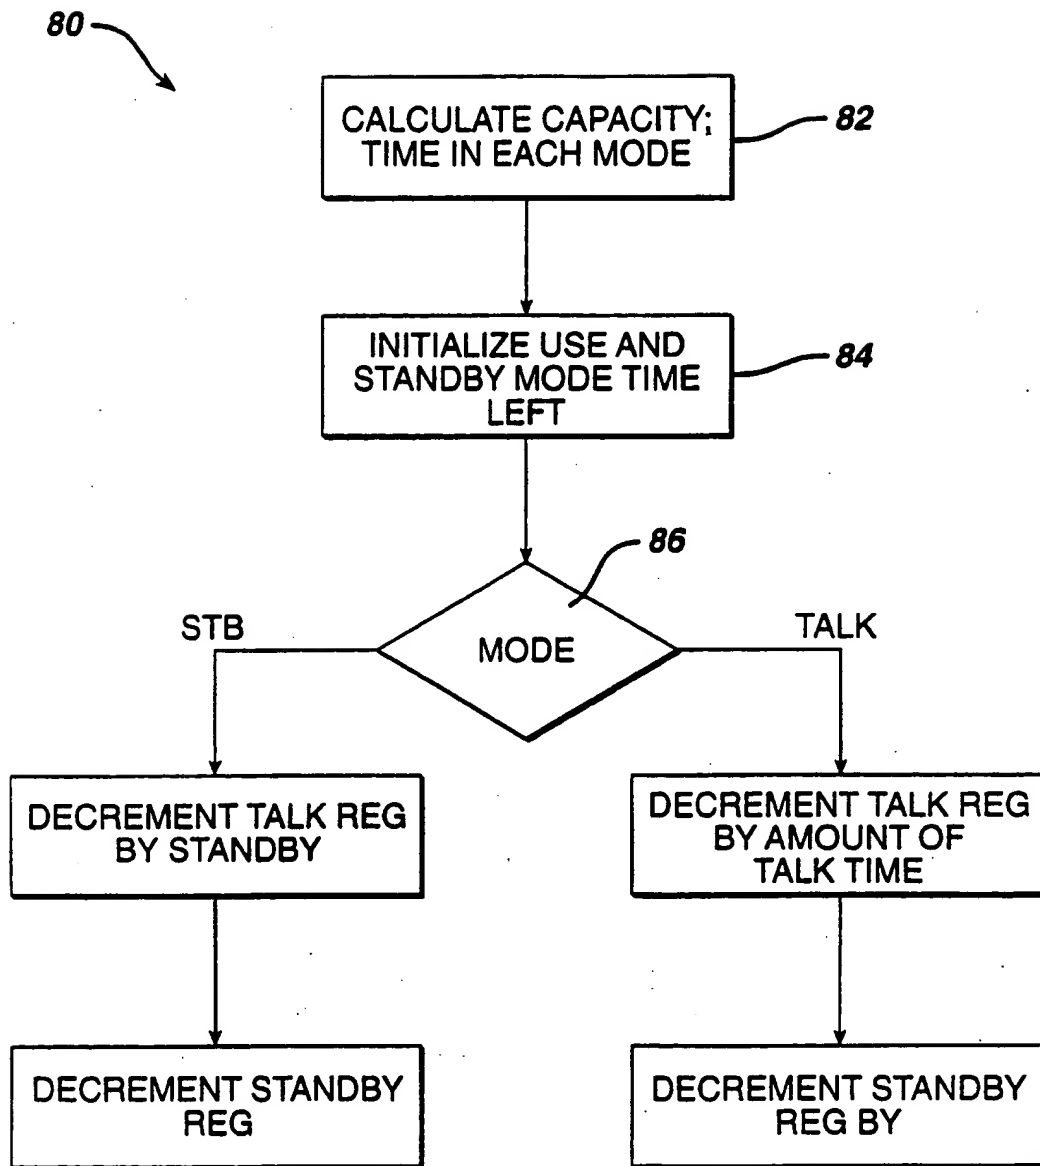 80
CALCULATE CAPACITY;
TIME IN EACH MODE
82
INITIALIZE USE AND
STANDBY MODE TIME
LEFT
84
86
MODE
STB
TALK
DECREMENT TALK REG
BY STANDBY
DECREMENT TALK REG
BY AMOUNT OF
TALK TIME
DECREMENT STANDBY
REG
DECREMENT STANDBY
REG BY